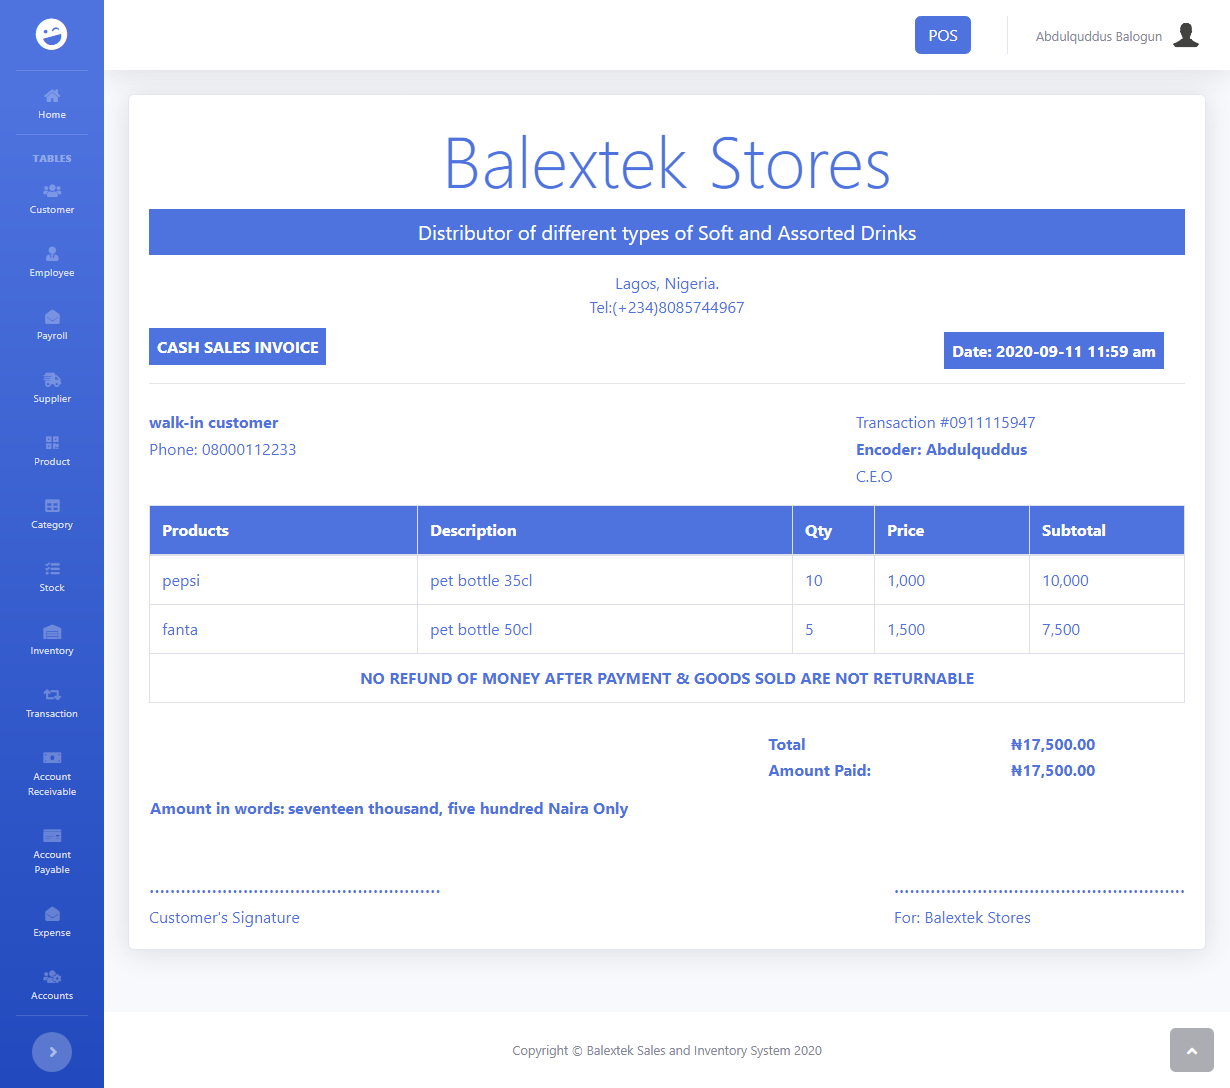 POS
Abdulquddus Balogun
Home
TABLES
Customer
Employee
Payroll
Supplier
Product
Category
Stock
Inventory
Transaction
Account
Receivable
Account
Payable
Expense
Accounts
Balextek Stores
Distributor of different types of Soft and Assorted Drinks
Lagos, Nigeria.
Tel:(+234)8085744967
CASH SALES INVOICE
Date: 2020-09-11 11:59 am
walk-in customer
Phone: 08000112233
Transaction #0911115947
Encoder: Abdulquddus
C.E.O
Products Description Qty Price Subtotal
pepsi pet bottle 35cl 10 1,000 10,000
fanta pet bottle 50cl 5 1,500 7,500
NO REFUND OF MONEY AFTER PAYMENT & GOODS SOLD ARE NOT RETURNABLE
Total ₦17,500.00
Amount Paid: ₦17,500.00
Amount in words: seventeen thousand, five hundred Naira Only
Customer's Signature
For: Balextek Stores
Copyright © Balextek Sales and Inventory System 2020